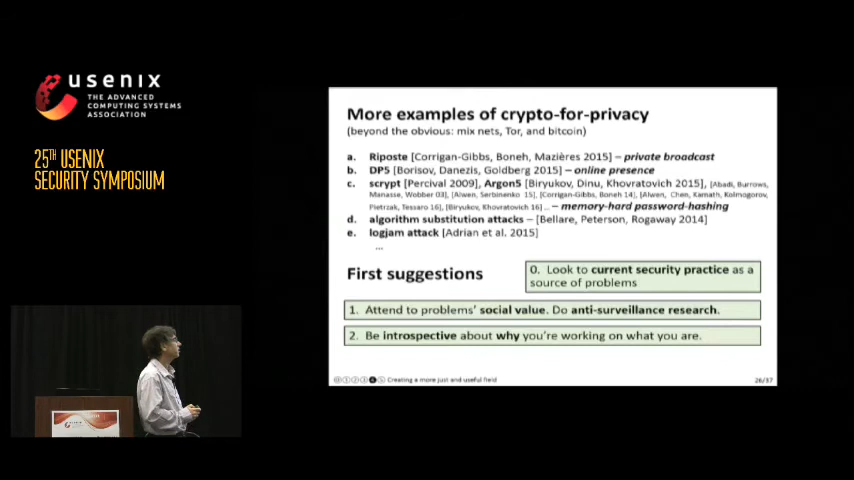 usenix
THE ADVANCED
COMPUTING SYSTEMS
ASSOCIATION
25TH USENIX
SECURITY SYMPOSIUM
More examples of crypto-for-privacy
(beyond the obvious: mix nets, Tor, and bitcoin)
a. Riposte [Corrigan-Gibbs, Boneh, Mazières 2015] – private broadcast
b. DP5 [Borisov, Danezis, Goldberg 2015] – online presence
c. scrypt [Percival 2009], Argon5 [Biryukov, Dinu, Khovratovich 2015], [Abadi, Burrows,
Manasse, Wobber 03], [Alwen, Serbinenko 15], [Corrigan-Gibbs, Boneh 14], [Alwen, Chen, Kamath, Kolmogorov,
Pietrzak, Tessaro 16], [Biryukov, Khovratovich 16] ... – memory-hard password-hashing
d. algorithm substitution attacks – [Bellare, Peterson, Rogaway 2014]
e. logjam attack [Adrian et al. 2015]
...
First suggestions
0. Look to current security practice as a
source of problems
1. Attend to problems' social value. Do anti-surveillance research.
2. Be introspective about why you're working on what you are.
Creating a more just and useful field
26/37